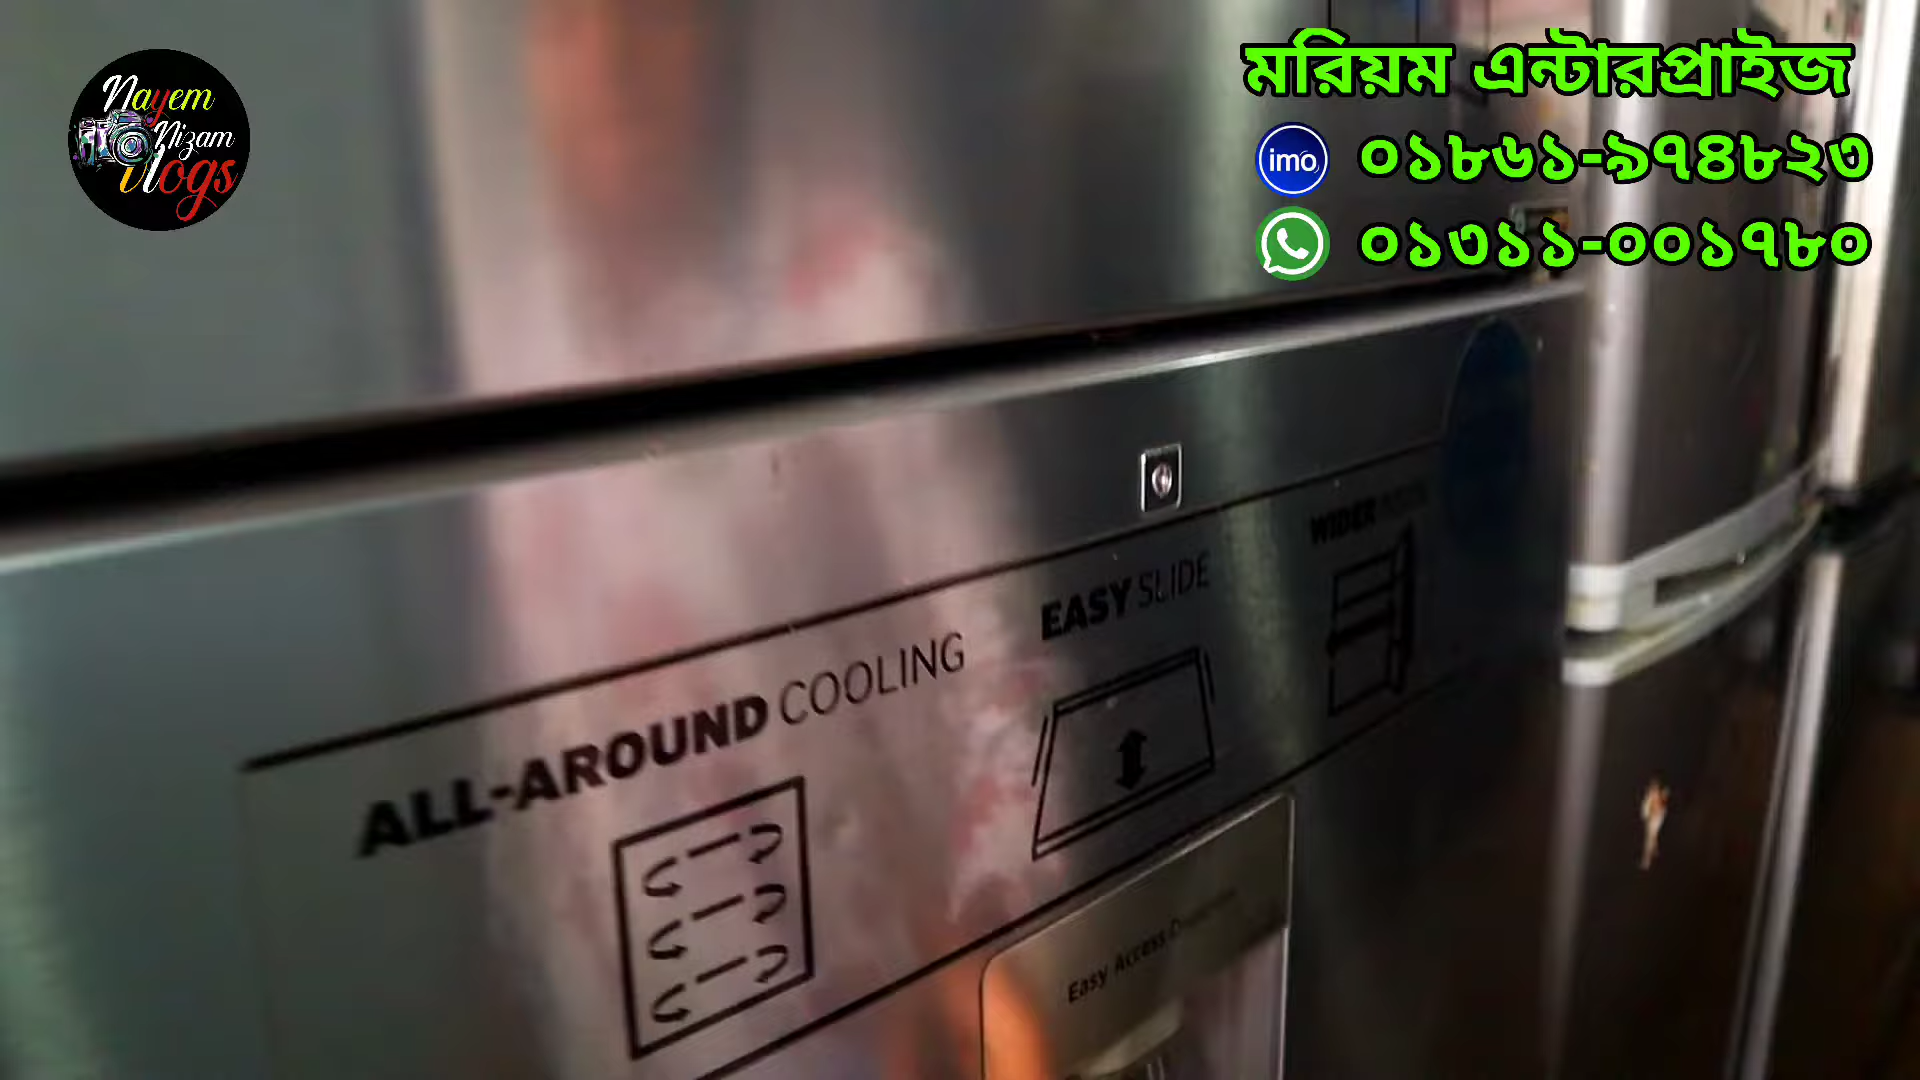 Nayem
Nizam
vlogs
মরিয়ম এন্টারপ্রাইজ
imo ০১৮৬১-৯৭৪৮২৩
০১৩১১-০০১৭৮০
ALL-AROUND COOLING
EASY SLIDE
WIDER
Easy Access